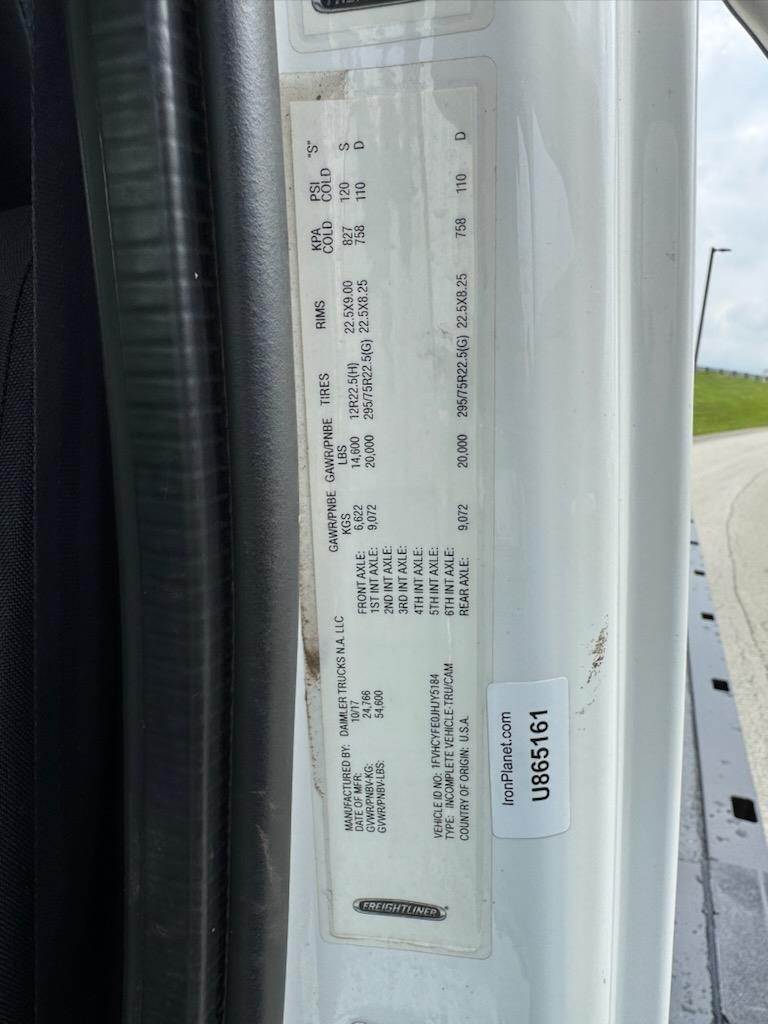 FREIGHTLINER
MANUFACTURED BY: DAIMLER TRUCKS N.A. LLC
DATE OF MFR: 10/17
GVWR/PNBV-KG: 24,766
GVWR/PNBV-LBS: 54,600
VEHICLE ID NO: 1FVHCYFE0JHJY5184
TYPE: INCOMPLETE VEHICLE-TRU/CAM
COUNTRY OF ORIGIN: U.S.A.
GAWR/PNBE GAWR/PNBE TIRES RIMS KPA PSI "S"
KGS LBS COLD COLD
FRONT AXLE: 6,622 14,600 12R22.5(H) 22.5X9.00 827 120 S
1ST INT AXLE: 9,072 20,000 295/75R22.5(G) 22.5X8.25 758 110 D
2ND INT AXLE:
3RD INT AXLE:
4TH INT AXLE:
5TH INT AXLE:
6TH INT AXLE:
REAR AXLE: 9,072 20,000 295/75R22.5(G) 22.5X8.25 758 110 D
IronPlanet.com
U865161